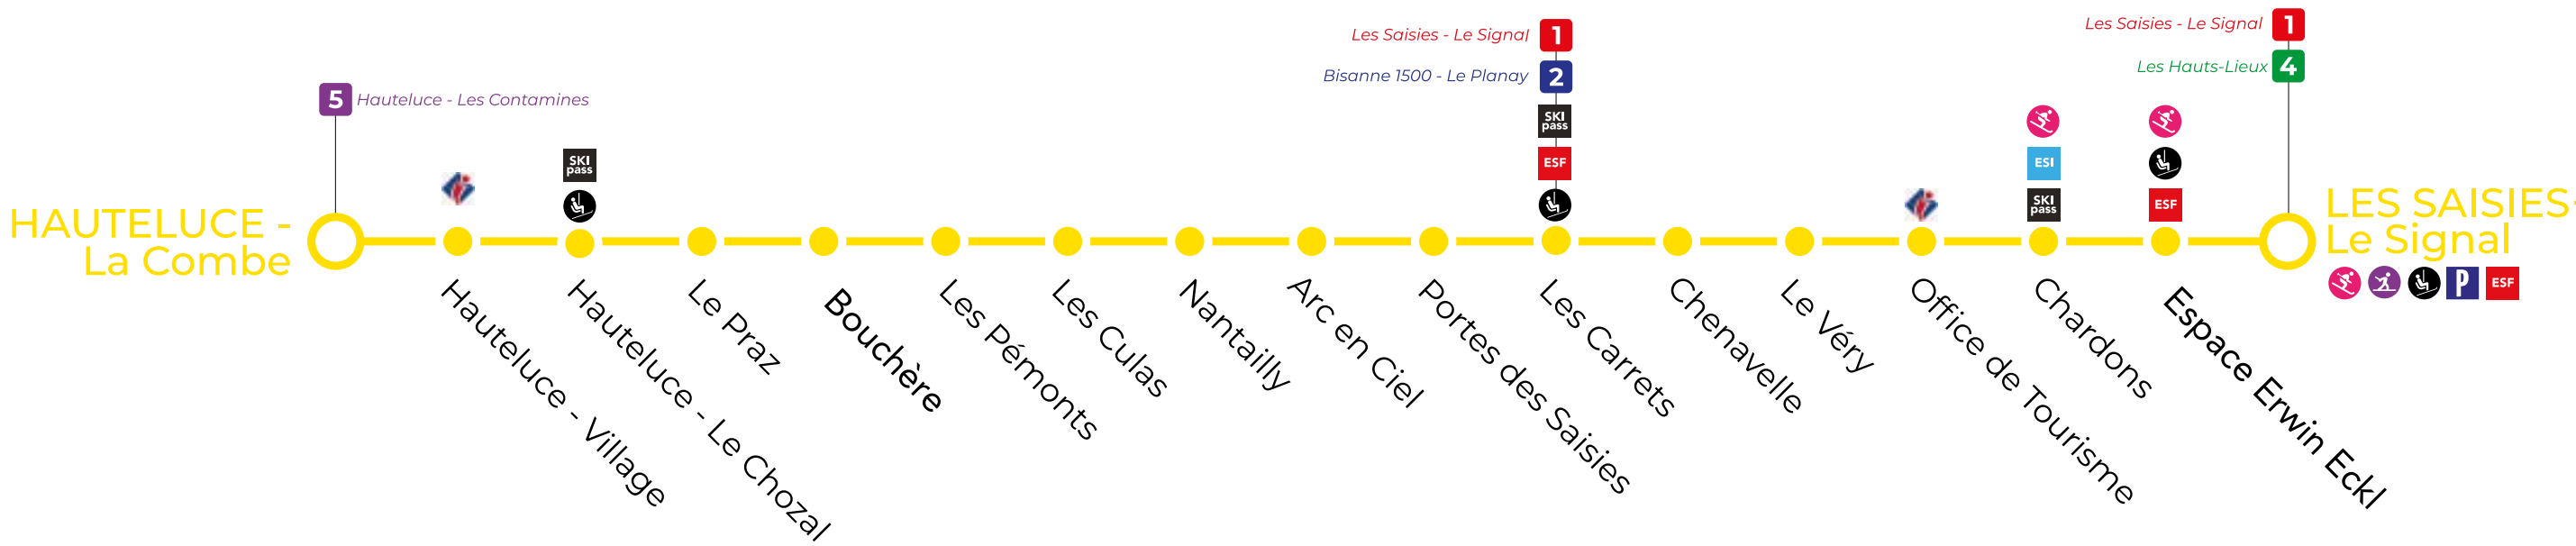 Les Saisies - Le Signal 1
Bisanne 1500 - Le Planay 2
Les Saisies - Le Signal 1
Les Hauts-Lieux 4
5 Hauteluce - Les Contamines
SKI
pass
SKI
pass
ESF
ESI
SKI
pass
ESF
HAUTELUCE -
La Combe
LES SAISIES-
Le Signal
P ESF
Hauteluce - Village
Hauteluce - Le Chozal
Le Praz
Bouchère
Les Pémonts
Les Culas
Nantailly
Arc en Ciel
Portes des Saisies
Les Carrets
Chenavelle
Le Véry
Office de Tourisme
Chardons
Espace Erwin Eckl